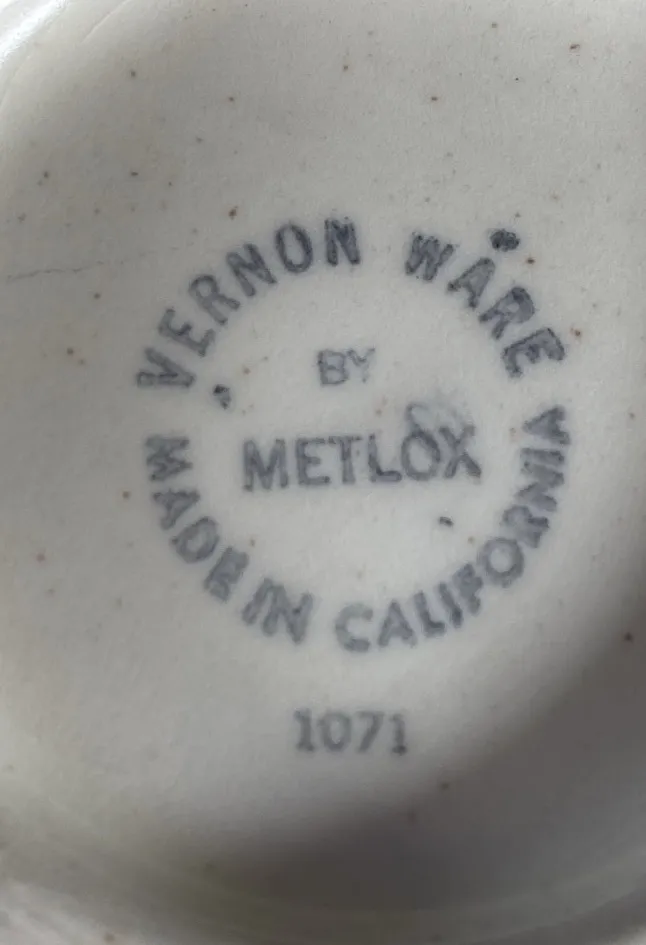 VERNON WARE
BY
METLOX
MADE IN CALIFORNIA
1071